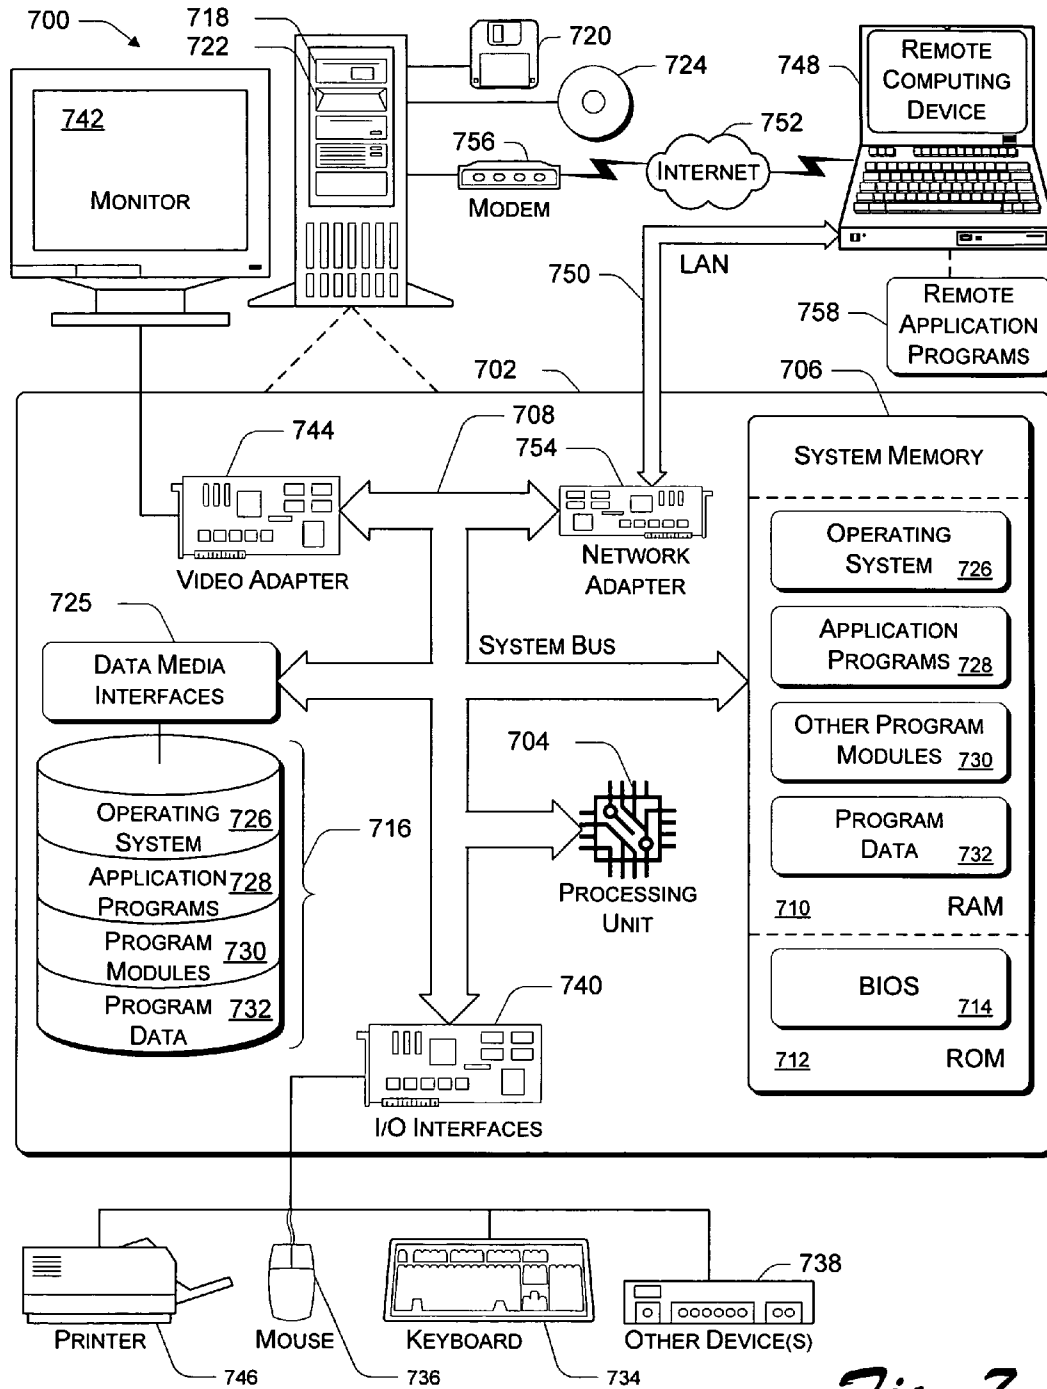 700
718
722
720
724
748
REMOTE
COMPUTING
DEVICE
742
MONITOR
756
MODEM
752
INTERNET
750
LAN
758
REMOTE
APPLICATION
PROGRAMS
702
706
744
708
754
VIDEO ADAPTER
NETWORK
ADAPTER
SYSTEM MEMORY
OPERATING
SYSTEM 726
APPLICATION
PROGRAMS 728
OTHER PROGRAM
MODULES 730
PROGRAM
DATA 732
710 RAM
BIOS
714
712 ROM
725
DATA MEDIA
INTERFACES
SYSTEM BUS
704
PROCESSING
UNIT
OPERATING 726
SYSTEM
APPLICATION 728
PROGRAMS
PROGRAM 730
MODULES
PROGRAM 732
DATA
716
740
I/O INTERFACES
738
PRINTER
MOUSE
KEYBOARD
OTHER DEVICE(S)
746
736
734
Fig. 7